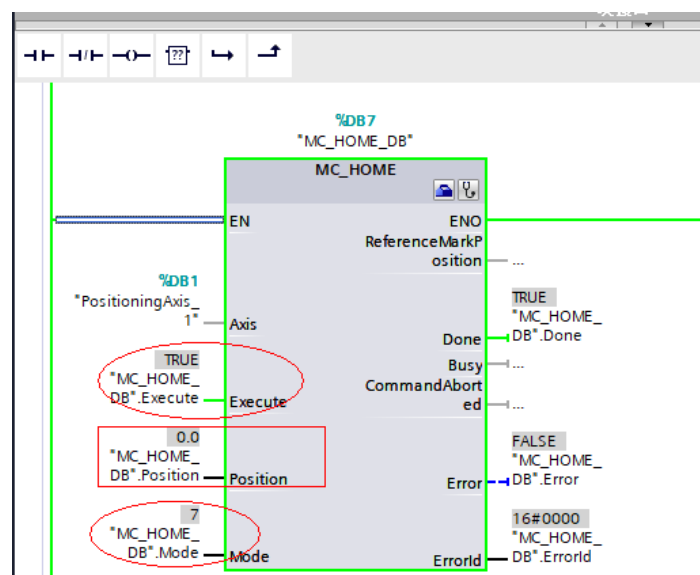 ??
%DB7
"MC_HOME_DB"
MC_HOME
EN
ENO
ReferenceMarkP
osition
...
%DB1
"PositioningAxis_
1"
Axis
TRUE
"MC_HOME_
DB".Done
Done
TRUE
"MC_HOME_
DB".Execute
Execute
Busy
...
CommandAbort
ed
...
0.0
"MC_HOME_
DB".Position
Position
FALSE
"MC_HOME_
DB".Error
Error
7
"MC_HOME_
DB".Mode
Mode
16#0000
"MC_HOME_
DB".ErrorId
ErrorId